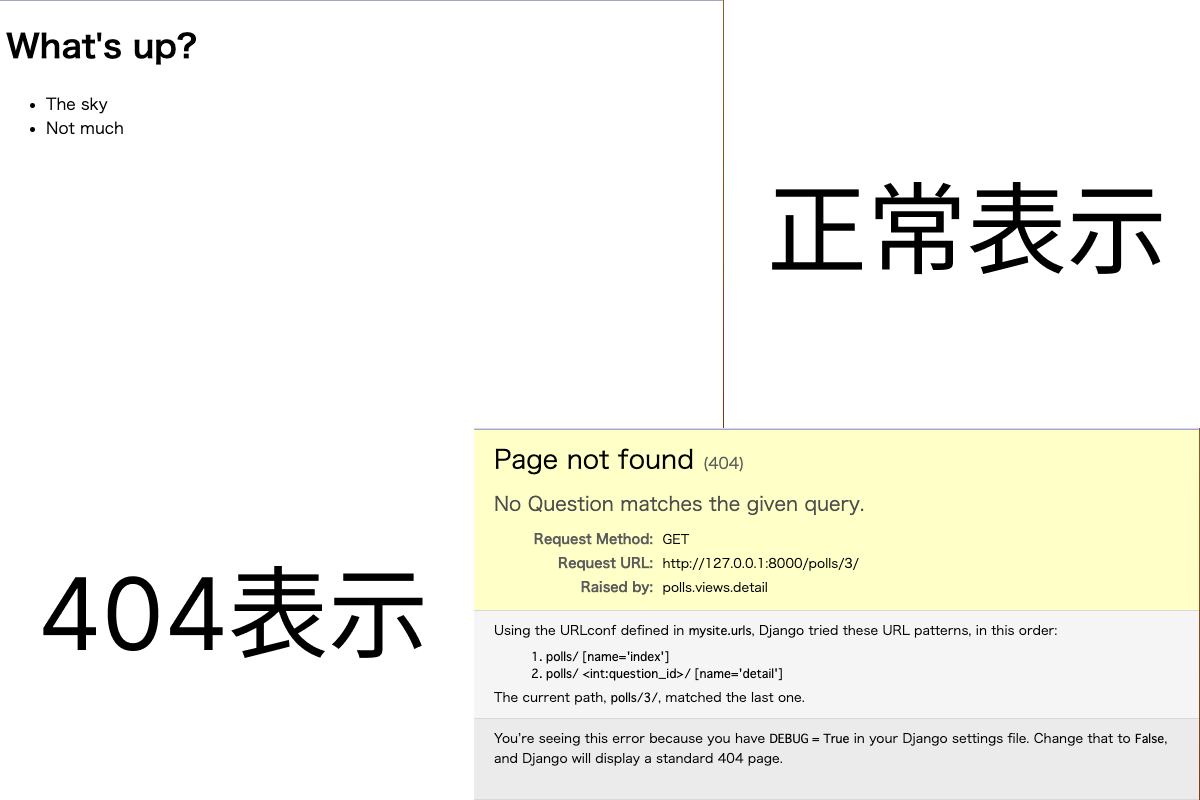 What's up?
• The sky
• Not much
正常表示
404表示
Page not found (404)
No Question matches the given query.
Request Method: GET
Request URL: http://127.0.0.1:8000/polls/3/
Raised by: polls.views.detail
Using the URLconf defined in mysite.urls, Django tried these URL patterns, in this order:
1. polls/ [name='index']
2. polls/ <int:question_id>/ [name='detail']
The current path, polls/3/, matched the last one.
You're seeing this error because you have DEBUG = True in your Django settings file. Change that to False,
and Django will display a standard 404 page.